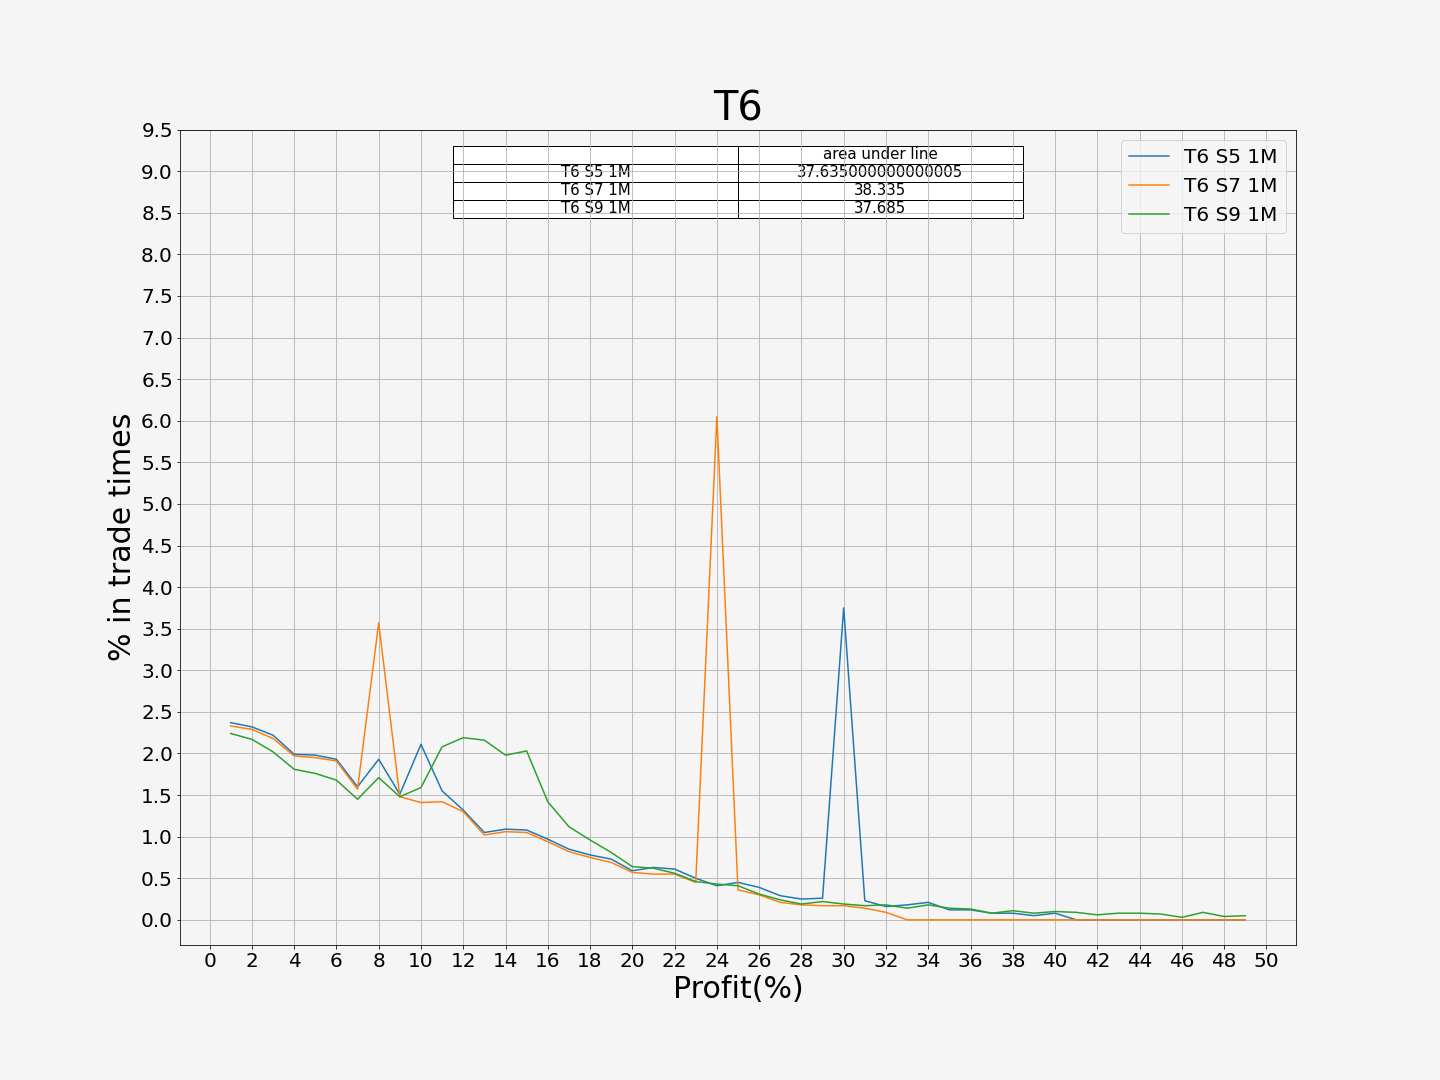 T6
area under line
T6 S5 1M 37.635000000000005
T6 S7 1M 38.335
T6 S9 1M 37.685
T6 S5 1M
T6 S7 1M
T6 S9 1M
9.5
9.0
8.5
8.0
7.5
7.0
6.5
6.0
5.5
5.0
4.5
4.0
3.5
3.0
2.5
2.0
1.5
1.0
0.5
0.0
% in trade times
0 2 4 6 8 10 12 14 16 18 20 22 24 26 28 30 32 34 36 38 40 42 44 46 48 50
Profit(%)